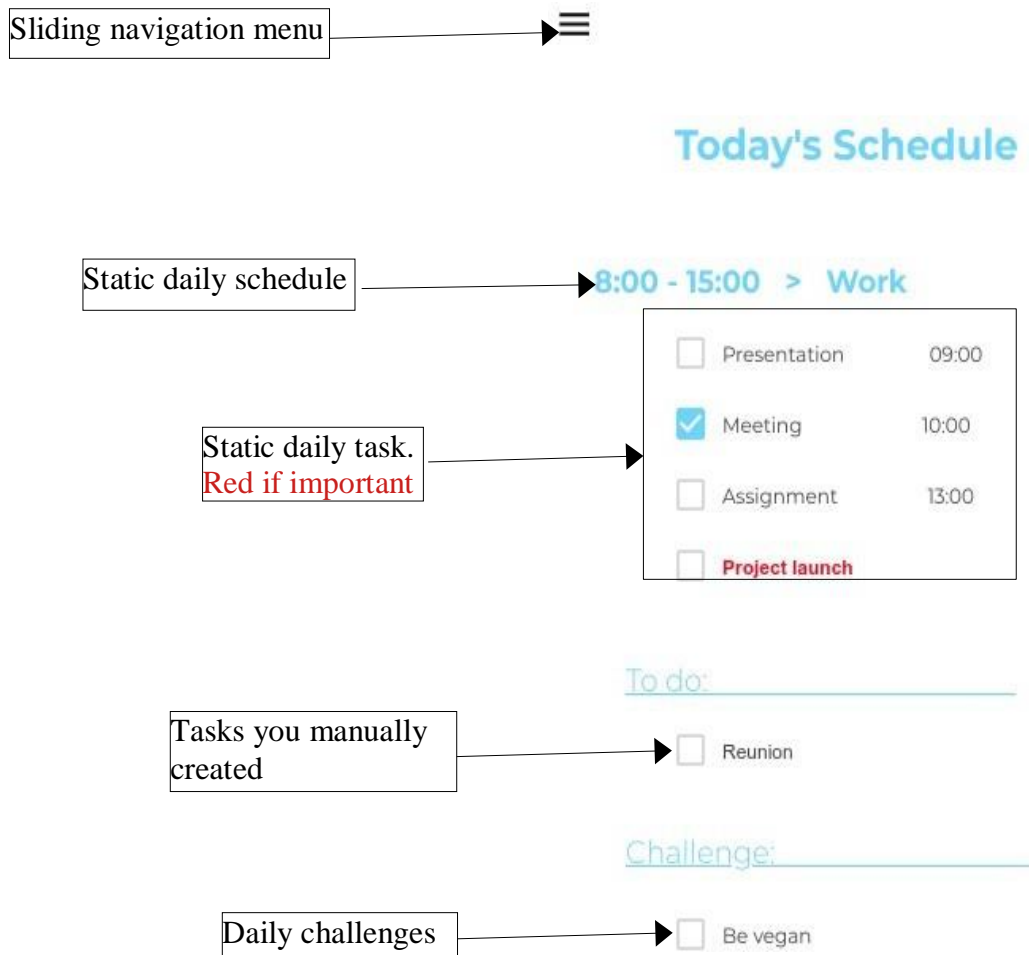 Sliding navigation menu
Today's Schedule
Static daily schedule
8:00 - 15:00 > Work
Presentation 09:00
Meeting 10:00
Static daily task.
Red if important
Assignment 13:00
Project launch
To do:
Tasks you manually
created
Reunion
Challenge:
Daily challenges
Be vegan